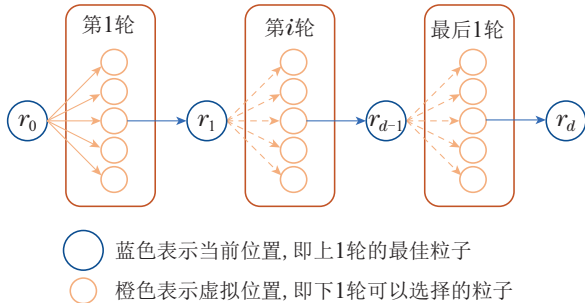 第1轮
第i轮
最后1轮
r₀
r₁
r_{d-1}
r_d
蓝色表示当前位置, 即上1轮的最佳粒子
橙色表示虚拟位置, 即下1轮可以选择的粒子